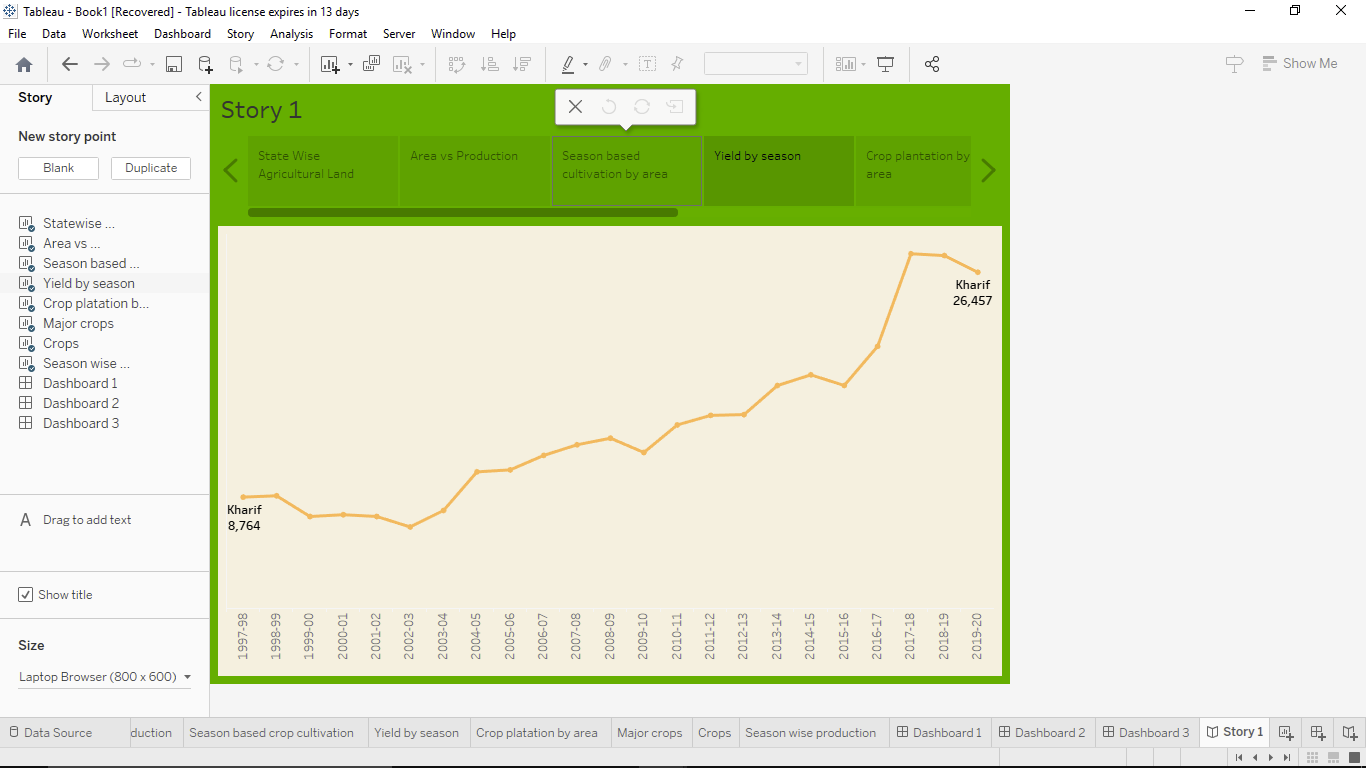 Tableau - Book1 [Recovered] - Tableau license expires in 13 days
File Data Worksheet Dashboard Story Analysis Format Server Window Help
Show Me
Story Layout
New story point
Blank Duplicate
Statewise ...
Area vs ...
Season based ...
Yield by season
Crop platation b...
Major crops
Crops
Season wise ...
Dashboard 1
Dashboard 2
Dashboard 3
A Drag to add text
Show title
Size
Laptop Browser (800 x 600)
Story 1
State Wise
Agricultural Land
Area vs Production
Season based
cultivation by area
Yield by season
Crop plantation by
area
Kharif
26,457
Kharif
8,764
1997-98
1998-99
1999-00
2000-01
2001-02
2002-03
2003-04
2004-05
2005-06
2006-07
2007-08
2008-09
2009-10
2010-11
2011-12
2012-13
2013-14
2014-15
2015-16
2016-17
2017-18
2018-19
2019-20
Data Source duction Season based crop cultivation Yield by season Crop platation by area Major crops Crops Season wise production Dashboard 1 Dashboard 2 Dashboard 3 Story 1